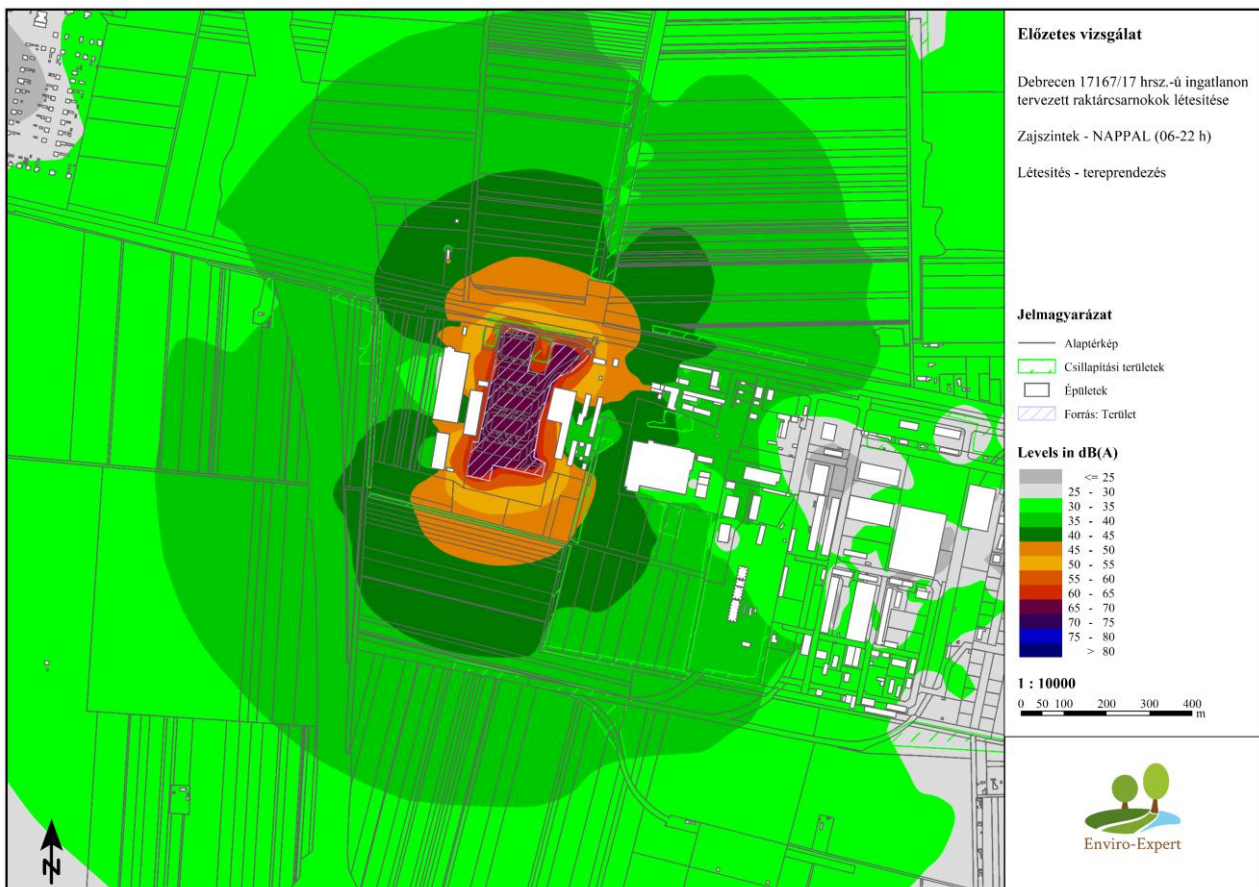 Előzetes vizsgálat
Debrecen 17167/17 hrsz.-ú ingatlanon
tervezett raktárcsarnokok létesítése
Zajszintek - NAPPAL (06-22 h)
Létesítés - tereprendezés
Jelmagyarázat
Alaptérkép
Csillapítási területek
Épületek
Forrás: Terület
Levels in dB(A)
<= 25
25 - 30
30 - 35
35 - 40
40 - 45
45 - 50
50 - 55
55 - 60
60 - 65
65 - 70
70 - 75
75 - 80
> 80
1 : 10000
0 50 100 200 300 400
m
Enviro-Expert
N